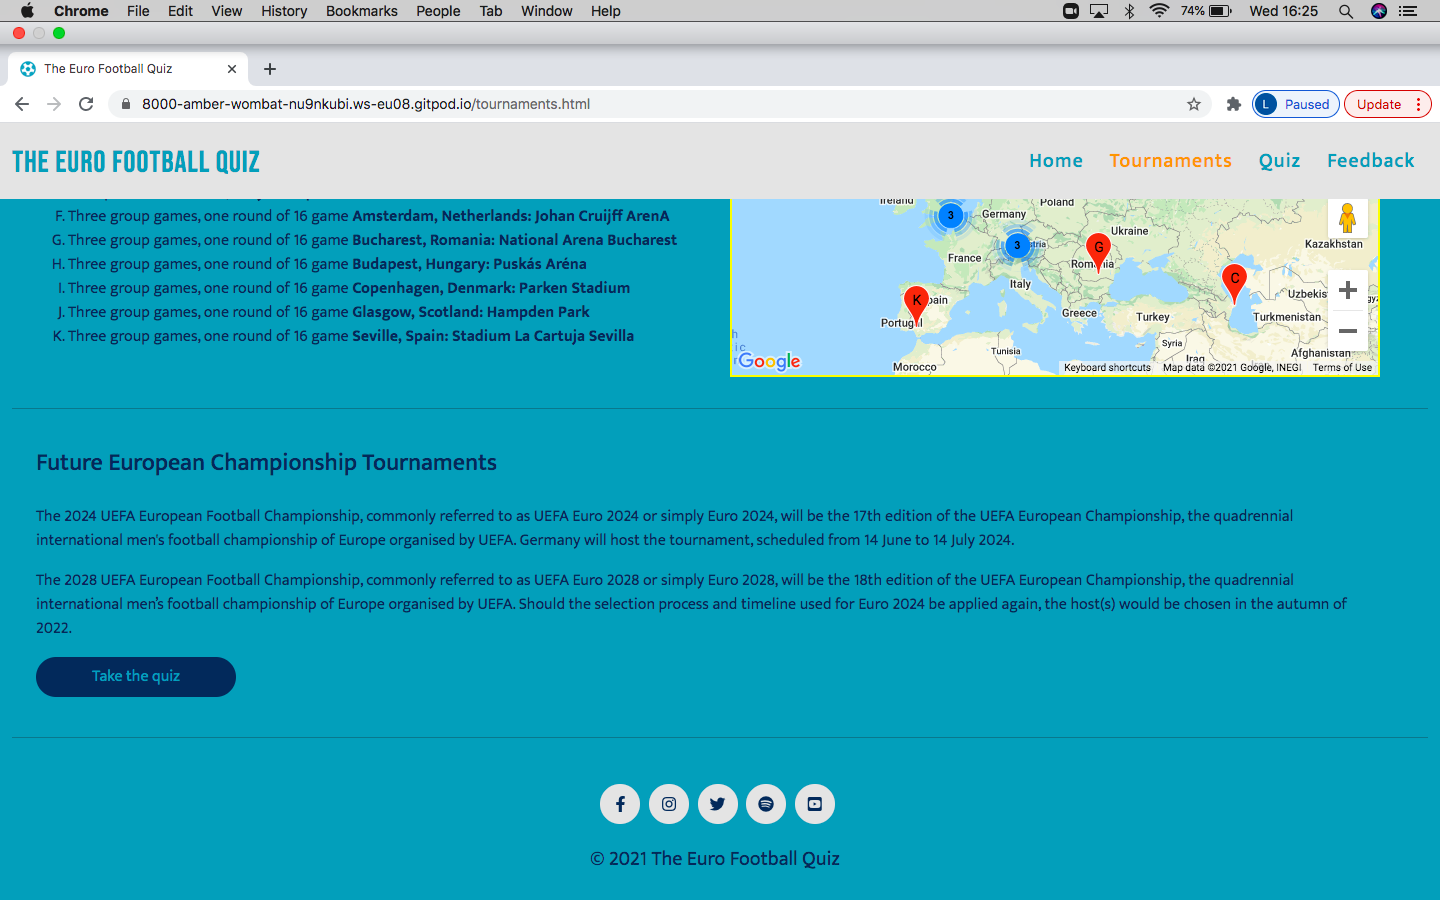 Chrome File Edit View History Bookmarks People Tab Window Help 74% Wed 16:25
The Euro Football Quiz
8000-amber-wombat-nu9nkubi.ws-eu08.gitpod.io/tournaments.html L Paused Update
THE EURO FOOTBALL QUIZ Home Tournaments Quiz Feedback
F. Three group games, one round of 16 game Amsterdam, Netherlands: Johan Cruijff ArenA
G. Three group games, one round of 16 game Bucharest, Romania: National Arena Bucharest
H. Three group games, one round of 16 game Budapest, Hungary: Puskás Aréna
I. Three group games, one round of 16 game Copenhagen, Denmark: Parken Stadium
J. Three group games, one round of 16 game Glasgow, Scotland: Hampden Park
K. Three group games, one round of 16 game Seville, Spain: Stadium La Cartuja Sevilla
Ireland
Poland
3
Germany
Ukraine
3
G
Kazakhstan
France
Romania
C
Italy
K
Greece
Turkey
Turkmenistan
Portugal
Syria
Tunisia
Iraq
Afghanistan
Google
Morocco
Keyboard shortcuts Map data ©2021 Google, INEGI Terms of Use
Future European Championship Tournaments
The 2024 UEFA European Football Championship, commonly referred to as UEFA Euro 2024 or simply Euro 2024, will be the 17th edition of the UEFA European Championship, the quadrennial
international men's football championship of Europe organised by UEFA. Germany will host the tournament, scheduled from 14 June to 14 July 2024.
The 2028 UEFA European Football Championship, commonly referred to as UEFA Euro 2028 or simply Euro 2028, will be the 18th edition of the UEFA European Championship, the quadrennial
international men's football championship of Europe organised by UEFA. Should the selection process and timeline used for Euro 2024 be applied again, the host(s) would be chosen in the autumn of
2022.
Take the quiz
© 2021 The Euro Football Quiz